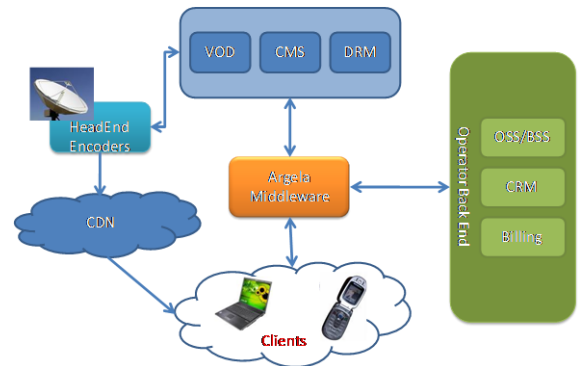 VOD
CMS
DRM
HeadEnd
Encoders
CDN
Argela
Middleware
Operator Back End
OSS/BSS
CRM
Billing
Clients